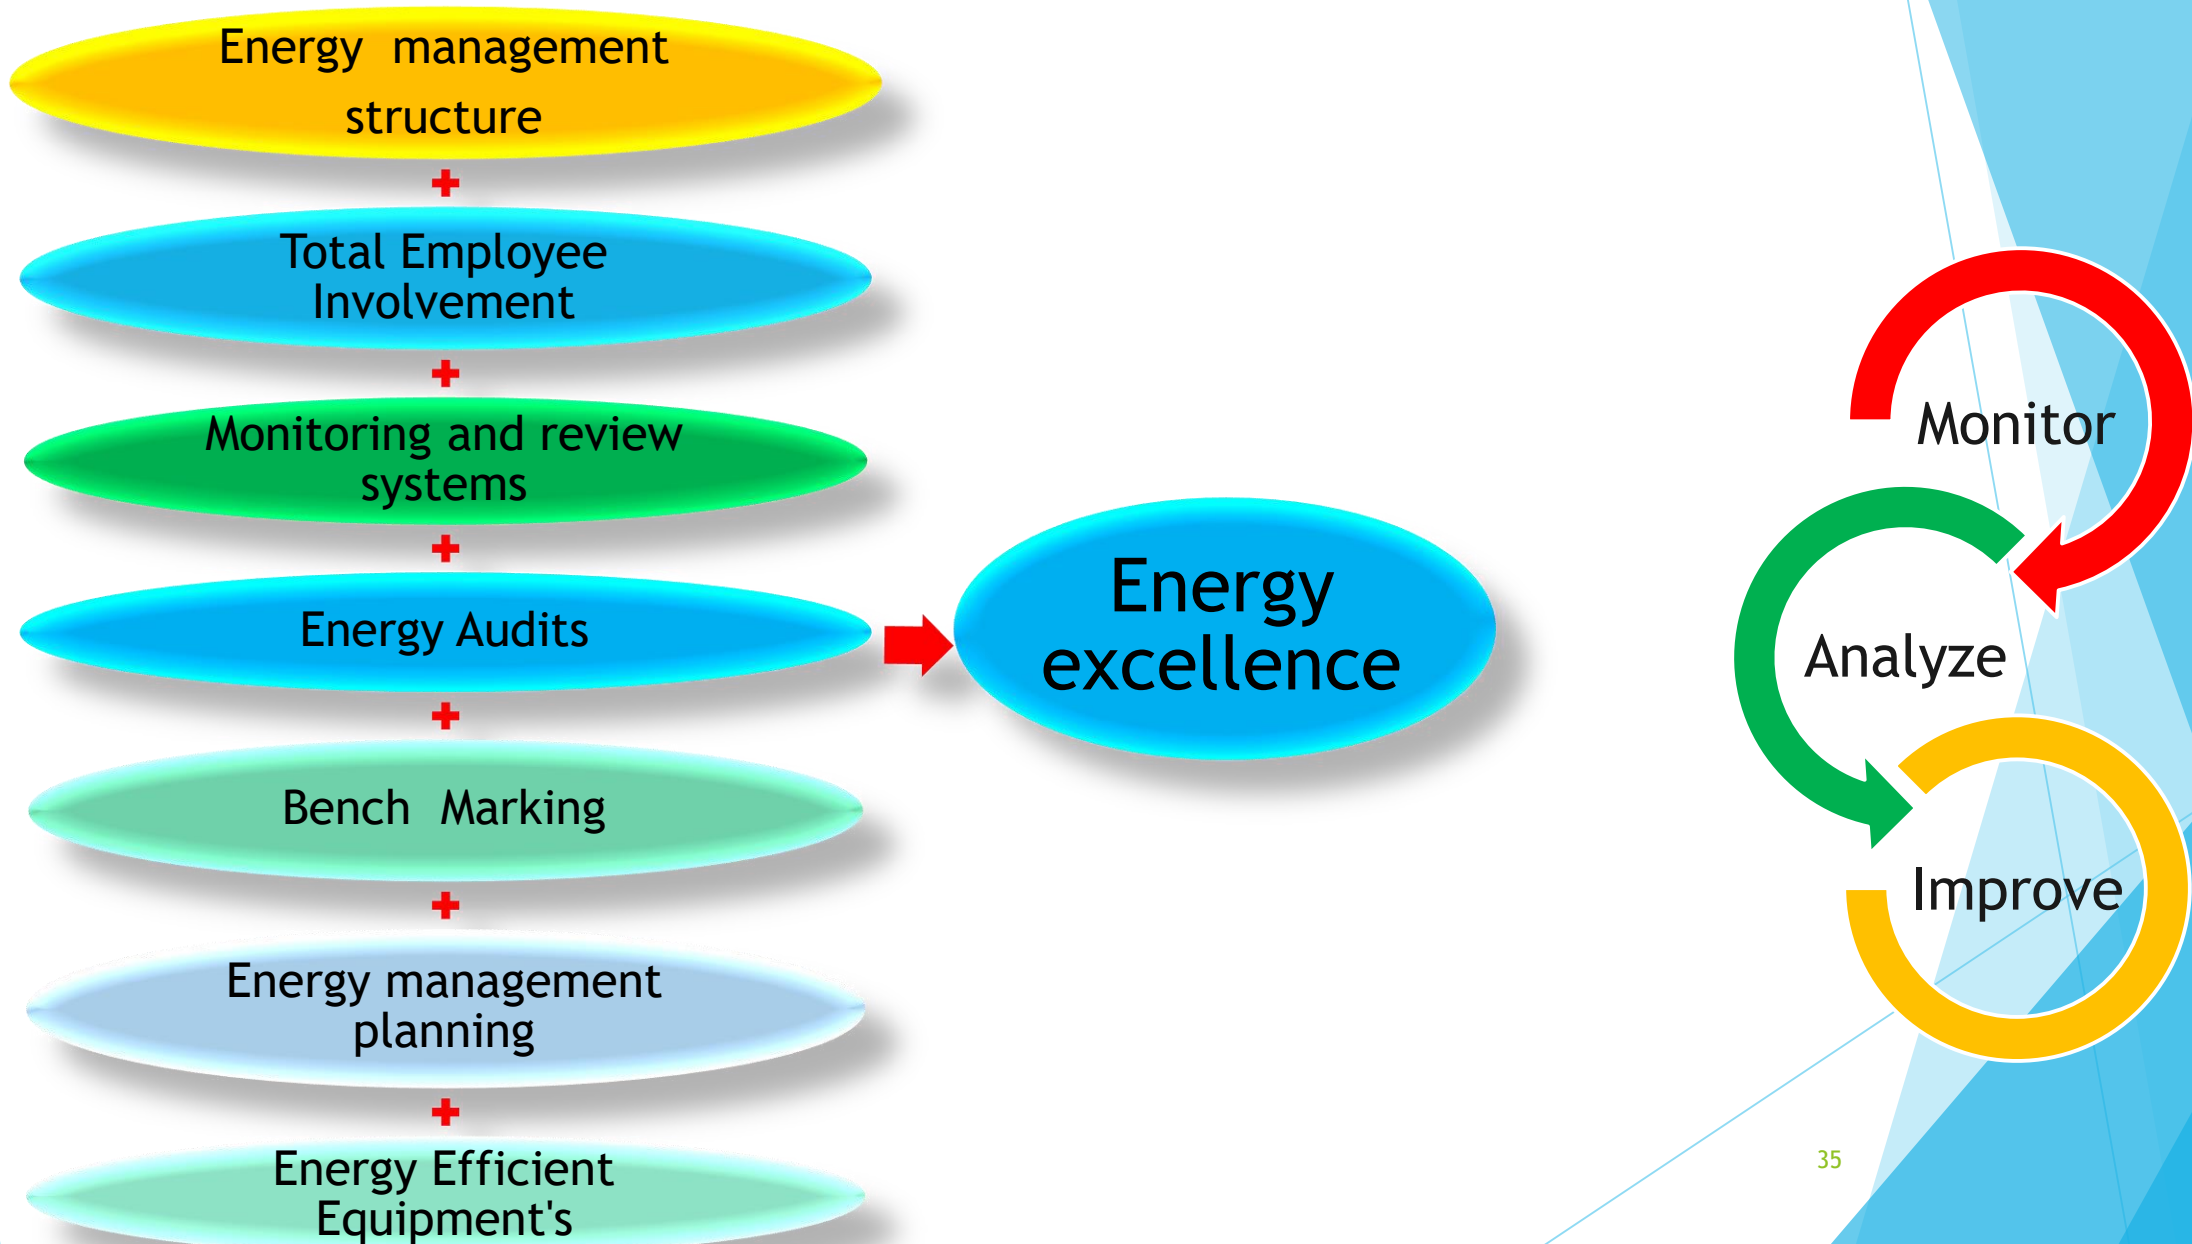 Energy  management
structure
Total Employee
Involvement
Monitoring and review
systems
Energy Audits
Bench  Marking
Energy management
planning
Energy Efficient
Equipment's
Energy
excellence
Monitor
Analyze
Improve
35